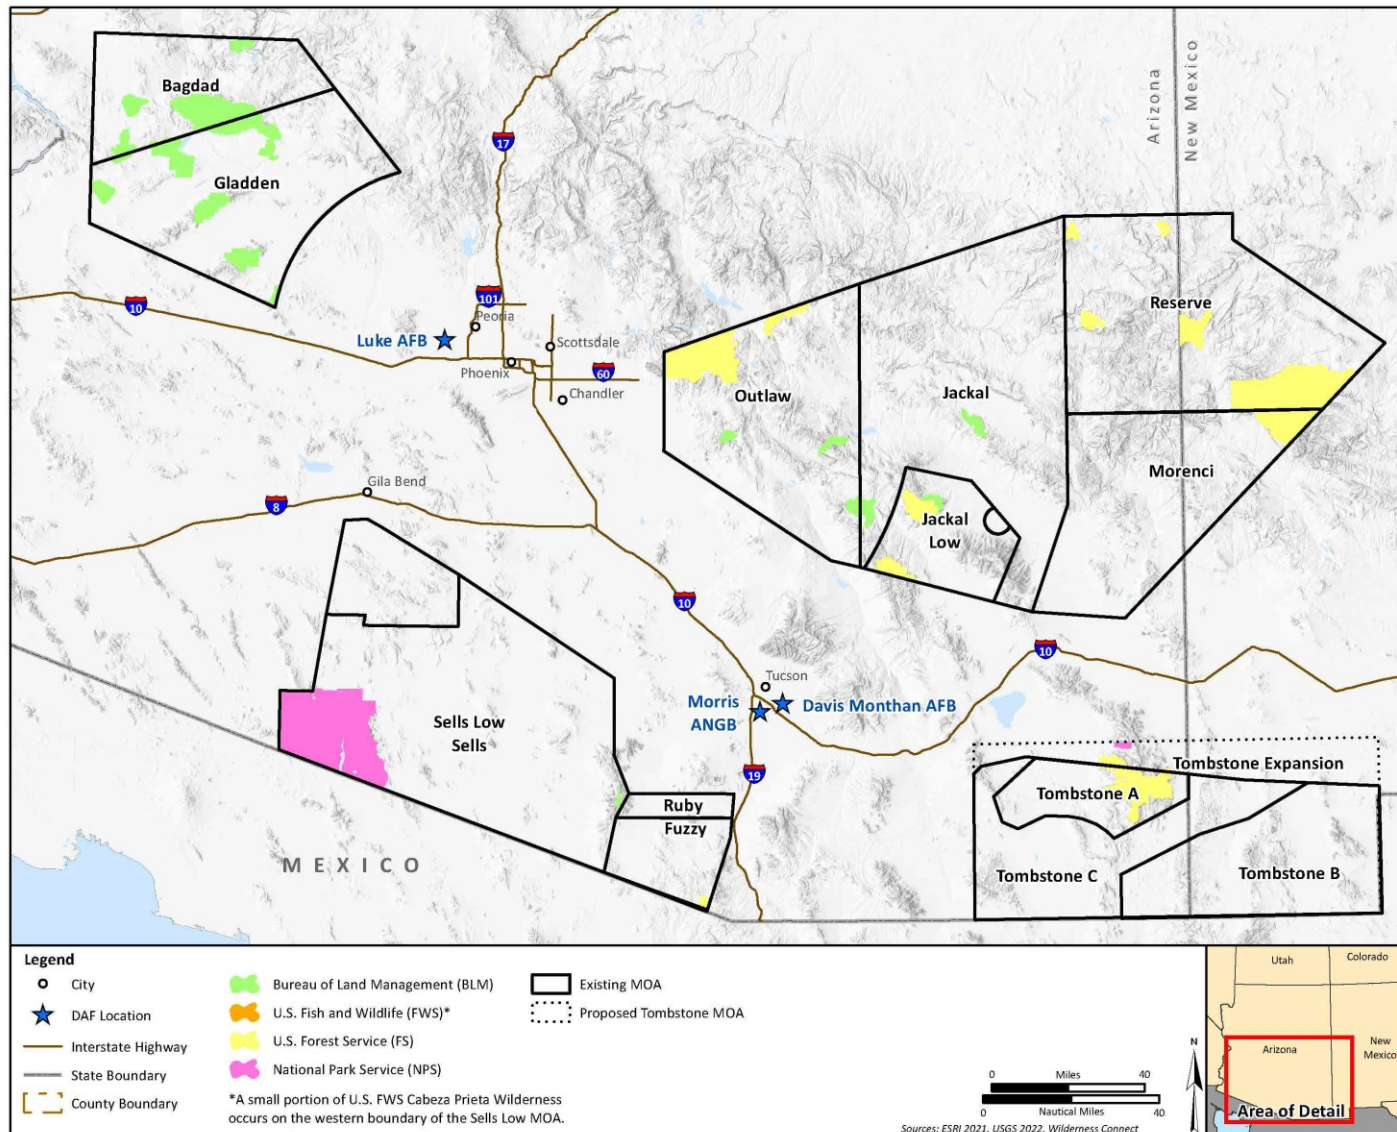 Bagdad
Gladden
17
Arizona
New Mexico
10
101
Peoria
Luke AFB
Scottsdale
Phoenix
60
Chandler
Reserve
Outlaw
Jackal
Morenci
Gila Bend
8
Jackal
Low
10
10
Tucson
Morris
ANGB
Davis Monthan AFB
Sells Low
Sells
19
Tombstone Expansion
Tombstone A
Ruby
Fuzzy
MEXICO
Tombstone C
Tombstone B
Legend
City
DAF Location
Interstate Highway
State Boundary
County Boundary
Bureau of Land Management (BLM)
U.S. Fish and Wildlife (FWS)*
U.S. Forest Service (FS)
National Park Service (NPS)
*A small portion of U.S. FWS Cabeza Prieta Wilderness
occurs on the western boundary of the Sells Low MOA.
Existing MOA
Proposed Tombstone MOA
0 Miles 40
0 Nautical Miles 40
N
Sources: ESRI 2021, USGS 2022, Wilderness Connect
Utah
Colorado
Arizona
New
Mexico
Area of Detail